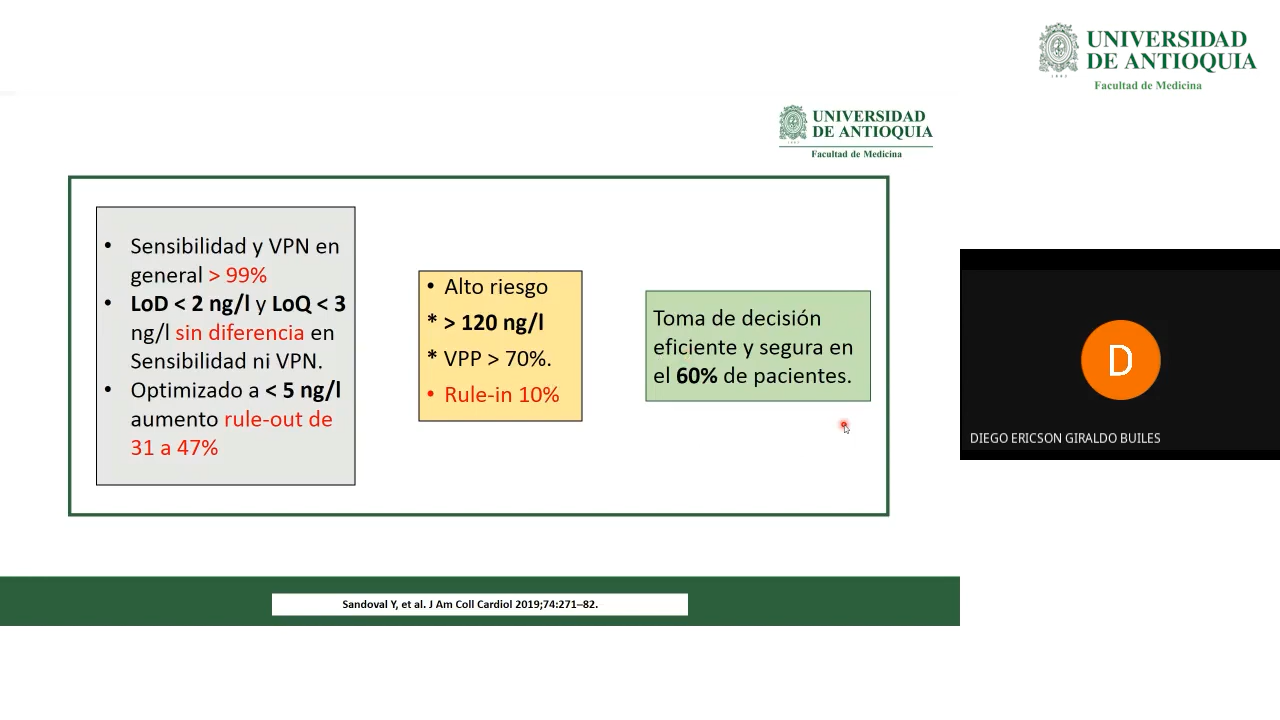 UNIVERSIDAD
DE ANTIOQUIA
Facultad de Medicina
UNIVERSIDAD
DE ANTIOQUIA
Facultad de Medicina
• Sensibilidad y VPN en
general > 99%
• LoD < 2 ng/l y LoQ < 3
ng/l sin diferencia en
Sensibilidad ni VPN.
• Optimizado a < 5 ng/l
aumento rule-out de
31 a 47%
• Alto riesgo
* > 120 ng/l
* VPP > 70%.
• Rule-in 10%
Toma de decisión
eficiente y segura en
el 60% de pacientes.
D
DIEGO ERICSON GIRALDO BUILES
Sandoval Y, et al. J Am Coll Cardiol 2019;74:271–82.